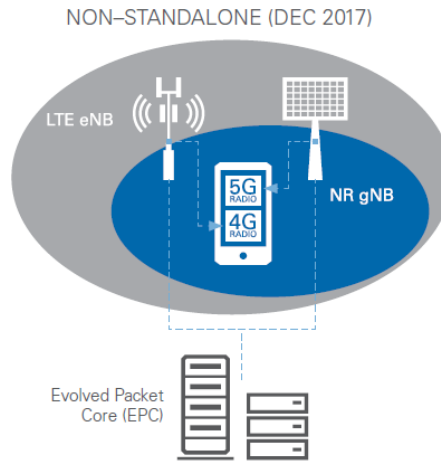 NON–STANDALONE (DEC 2017)
LTE eNB
NR gNB
5G
RADIO
4G
RADIO
Evolved Packet
Core (EPC)